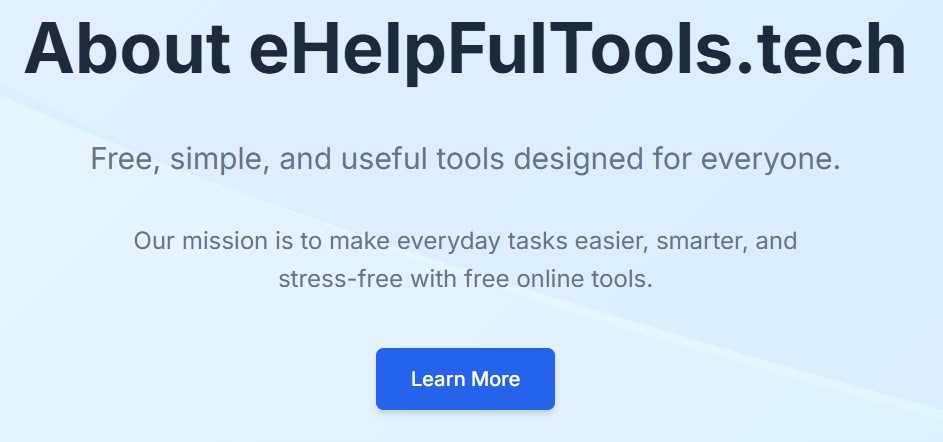 About eHelpFulTools.tech
Free, simple, and useful tools designed for everyone.
Our mission is to make everyday tasks easier, smarter, and
stress-free with free online tools.
Learn More